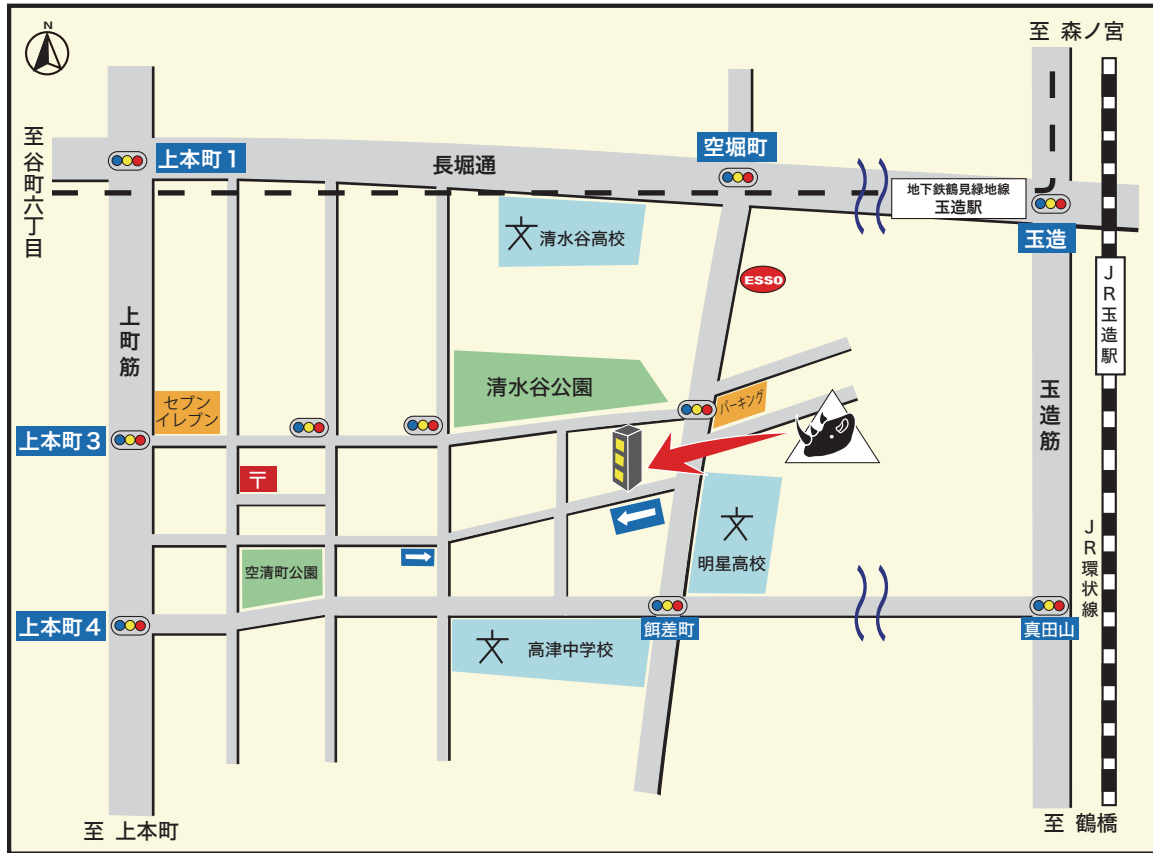 N
至 森ノ宮
至谷町六丁目
上本町1
長堀通
空堀町
地下鉄鶴見緑地線
玉造駅
玉造
清水谷高校
ESSO
JR玉造駅
上町筋
清水谷公園
玉造筋
セブン
イレブン
パーキング
上本町3
〒
明星高校
JR環状線
空清町公園
上本町4
餌差町
真田山
高津中学校
至 上本町
至 鶴橋